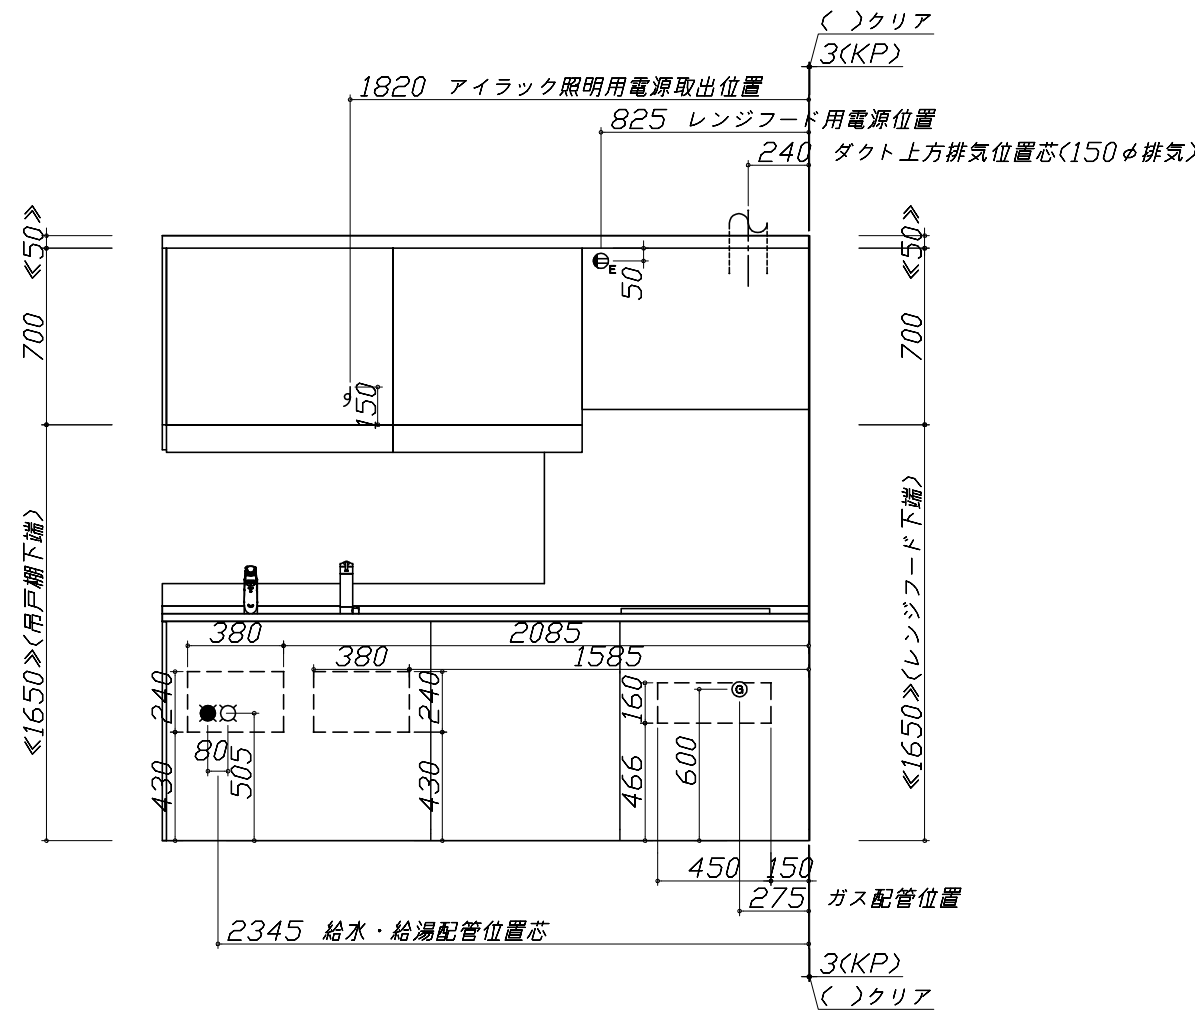 ( )クリア
3(KP)
1820 アイラック照明用電源取出位置
825 レンジフード用電源位置
240 ダクト上方排気位置芯(150φ排気)
≪50≫
≪50≫
E
50
700
700
150
≪1650≫(吊戸棚下端)
≪1650≫(レンジフード下端)
380
2085
380
1585
240
240
160
G
80
505
430
430
466
600
450
150
275 ガス配管位置
2345 給水・給湯配管位置芯
3(KP)
( )クリア